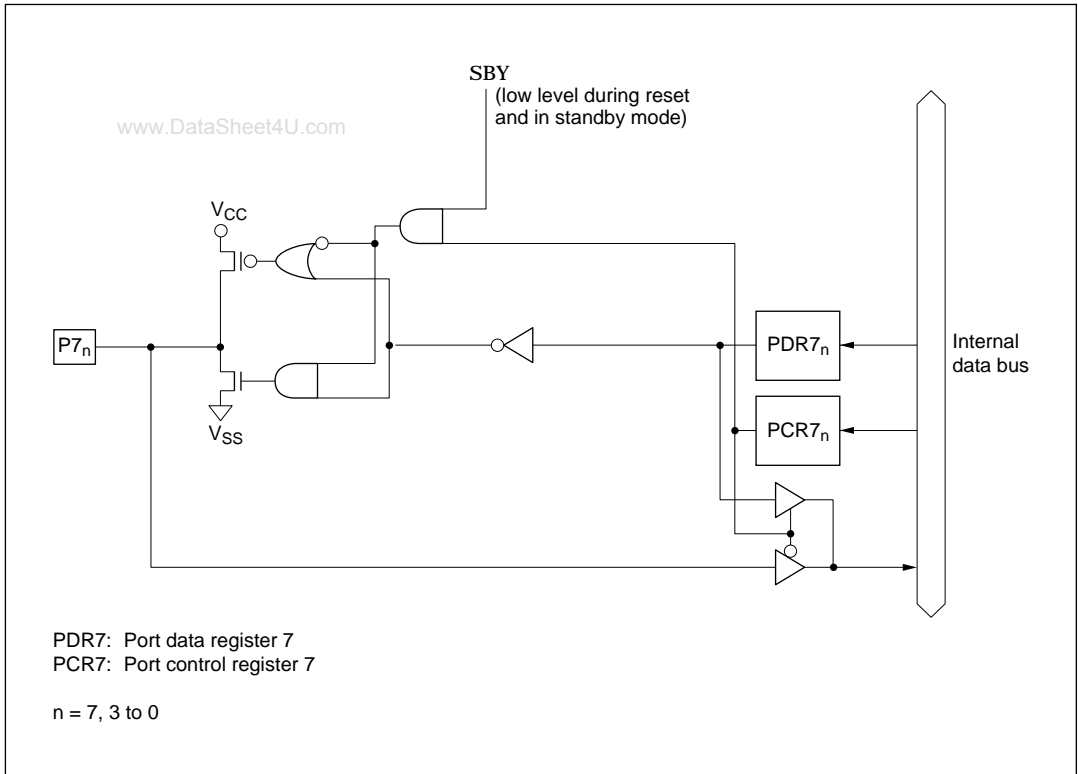 SBY
(low level during reset
and in standby mode)
www.DataSheet4U.com
VCC
P7n
PDR7n
Internal
data bus
PCR7n
VSS
PDR7: Port data register 7
PCR7: Port control register 7
n = 7, 3 to 0